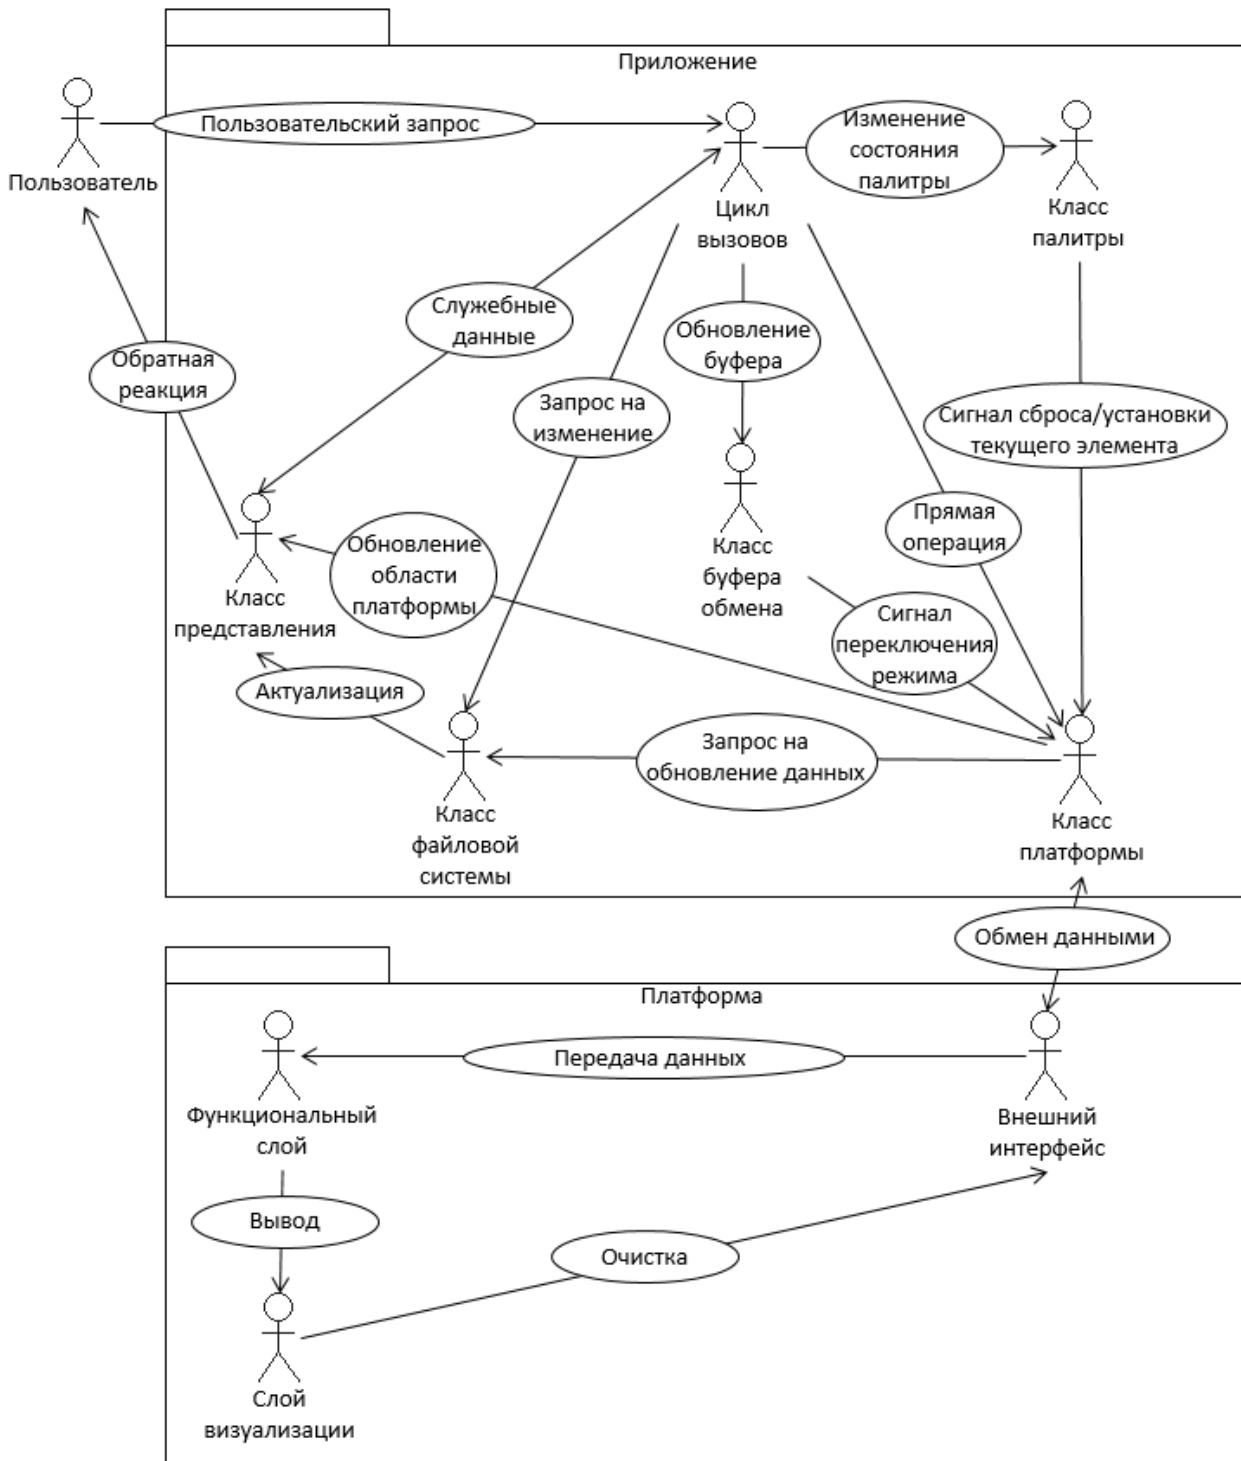 Приложение
Пользователь
Пользовательский запрос
Цикл
вызовов
Изменение
состояния
палитры
Класс
палитры
Служебные
данные
Обновление
буфера
Обратная
реакция
Запрос на
изменение
Сигнал сброса/установки
текущего элемента
Класс
представления
Обновление
области
платформы
Класс
буфера
обмена
Прямая
операция
Сигнал
переключения
режима
Актуализация
Класс
файловой
системы
Запрос на
обновление данных
Класс
платформы
Обмен данными
Платформа
Функциональный
слой
Передача данных
Внешний
интерфейс
Вывод
Очистка
Слой
визуализации